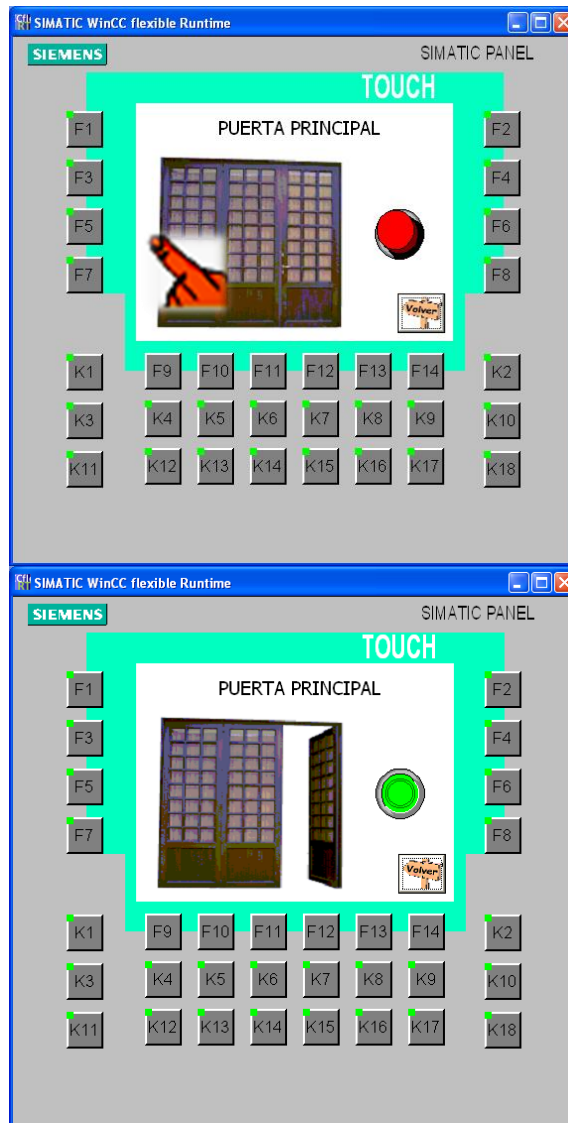 SIMATIC WinCC flexible Runtime
SIEMENS SIMATIC PANEL
TOUCH
PUERTA PRINCIPAL
F1 F2
F3 F4
F5 F6
F7 F8
Volver
K1 F9 F10 F11 F12 F13 F14 K2
K3 K4 K5 K6 K7 K8 K9 K10
K11 K12 K13 K14 K15 K16 K17 K18
SIMATIC WinCC flexible Runtime
SIEMENS SIMATIC PANEL
TOUCH
PUERTA PRINCIPAL
F1 F2
F3 F4
F5 F6
F7 F8
Volver
K1 F9 F10 F11 F12 F13 F14 K2
K3 K4 K5 K6 K7 K8 K9 K10
K11 K12 K13 K14 K15 K16 K17 K18